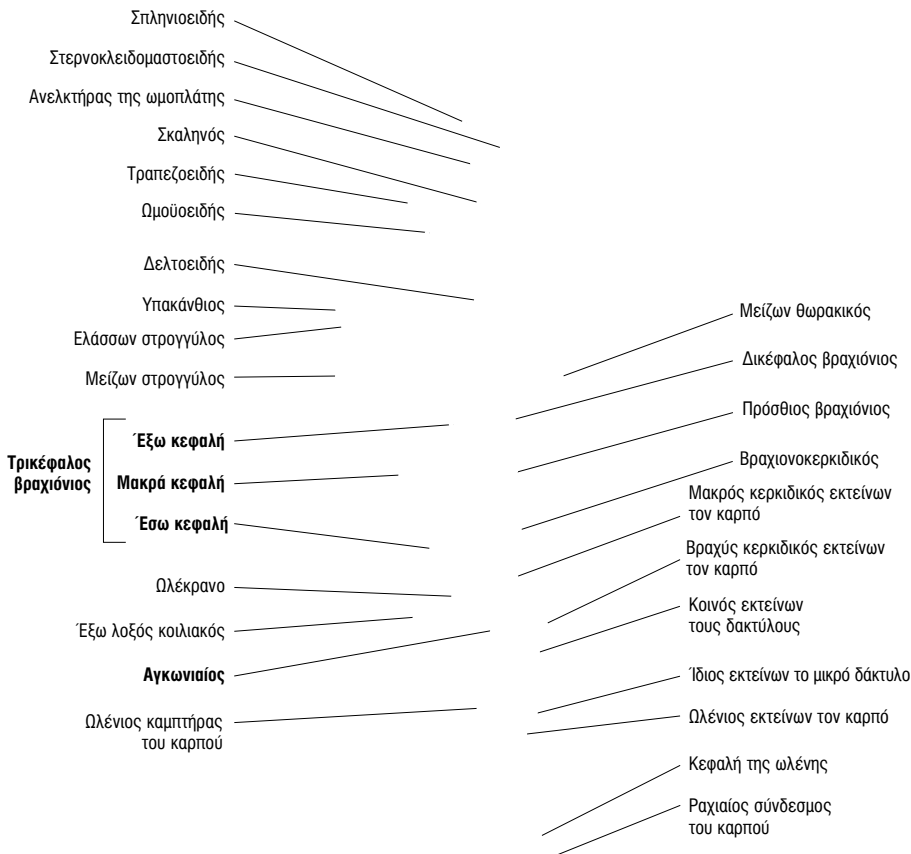 Σπληνιοειδής
Στερνοκλειδομαστοειδής
Ανελκτήρας της ωμοπλάτης
Σκαληνός
Τραπεζοειδής
Ωμοϋοειδής
Δελτοειδής
Υπακάνθιος
Ελάσσων στρογγύλος
Μείζων στρογγύλος
Τρικέφαλος
βραχιόνιος
Έξω κεφαλή
Μακρά κεφαλή
Έσω κεφαλή
Ωλέκρανο
Έξω λοξός κοιλιακός
Αγκωνιαίος
Ωλένιος καμπτήρας
του καρπού
Μείζων θωρακικός
Δικέφαλος βραχιόνιος
Πρόσθιος βραχιόνιος
Βραχιονοκερκιδικός
Μακρός κερκιδικός εκτείνων
τον καρπό
Βραχύς κερκιδικός εκτείνων
τον καρπό
Κοινός εκτείνων
τους δακτύλους
Ίδιος εκτείνων το μικρό δάκτυλο
Ωλένιος εκτείνων τον καρπό
Κεφαλή της ωλένης
Ραχιαίος σύνδεσμος
του καρπού